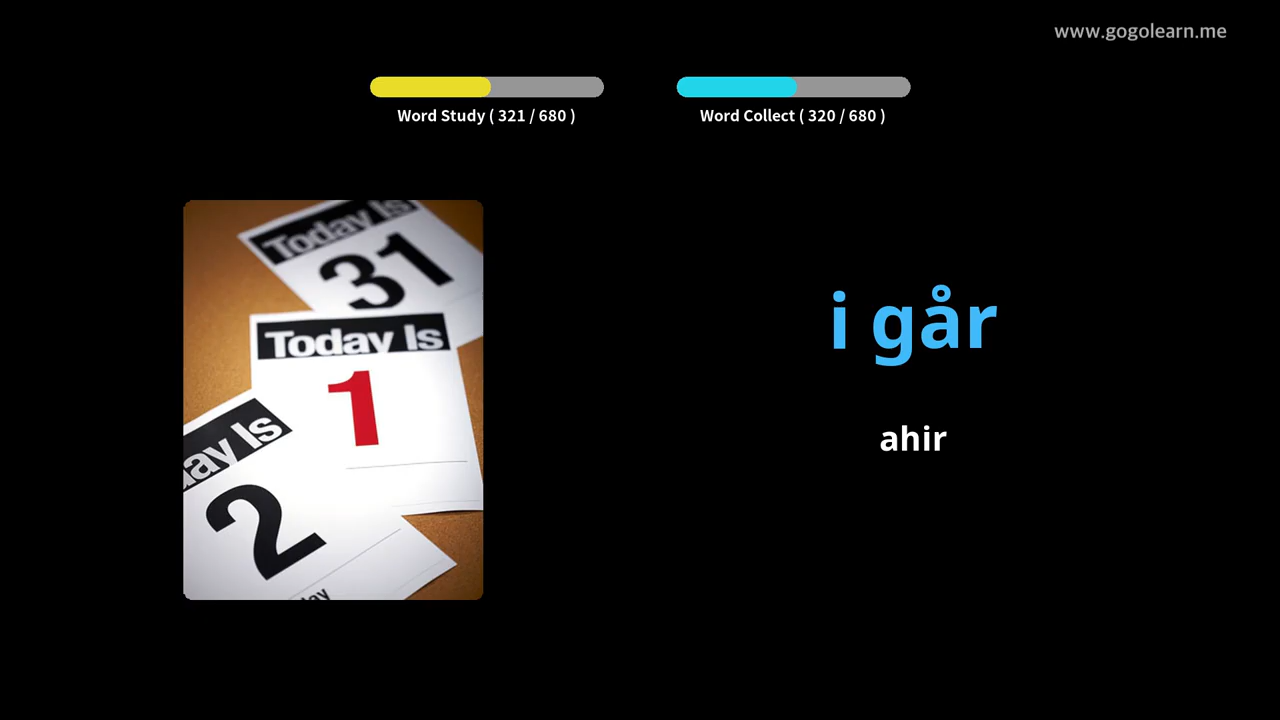 www.gogolearn.me
Word Study ( 321 / 680 )
Word Collect ( 320 / 680 )
Today Is
31
Today Is
1
ay Is
2
ay
i går
ahir